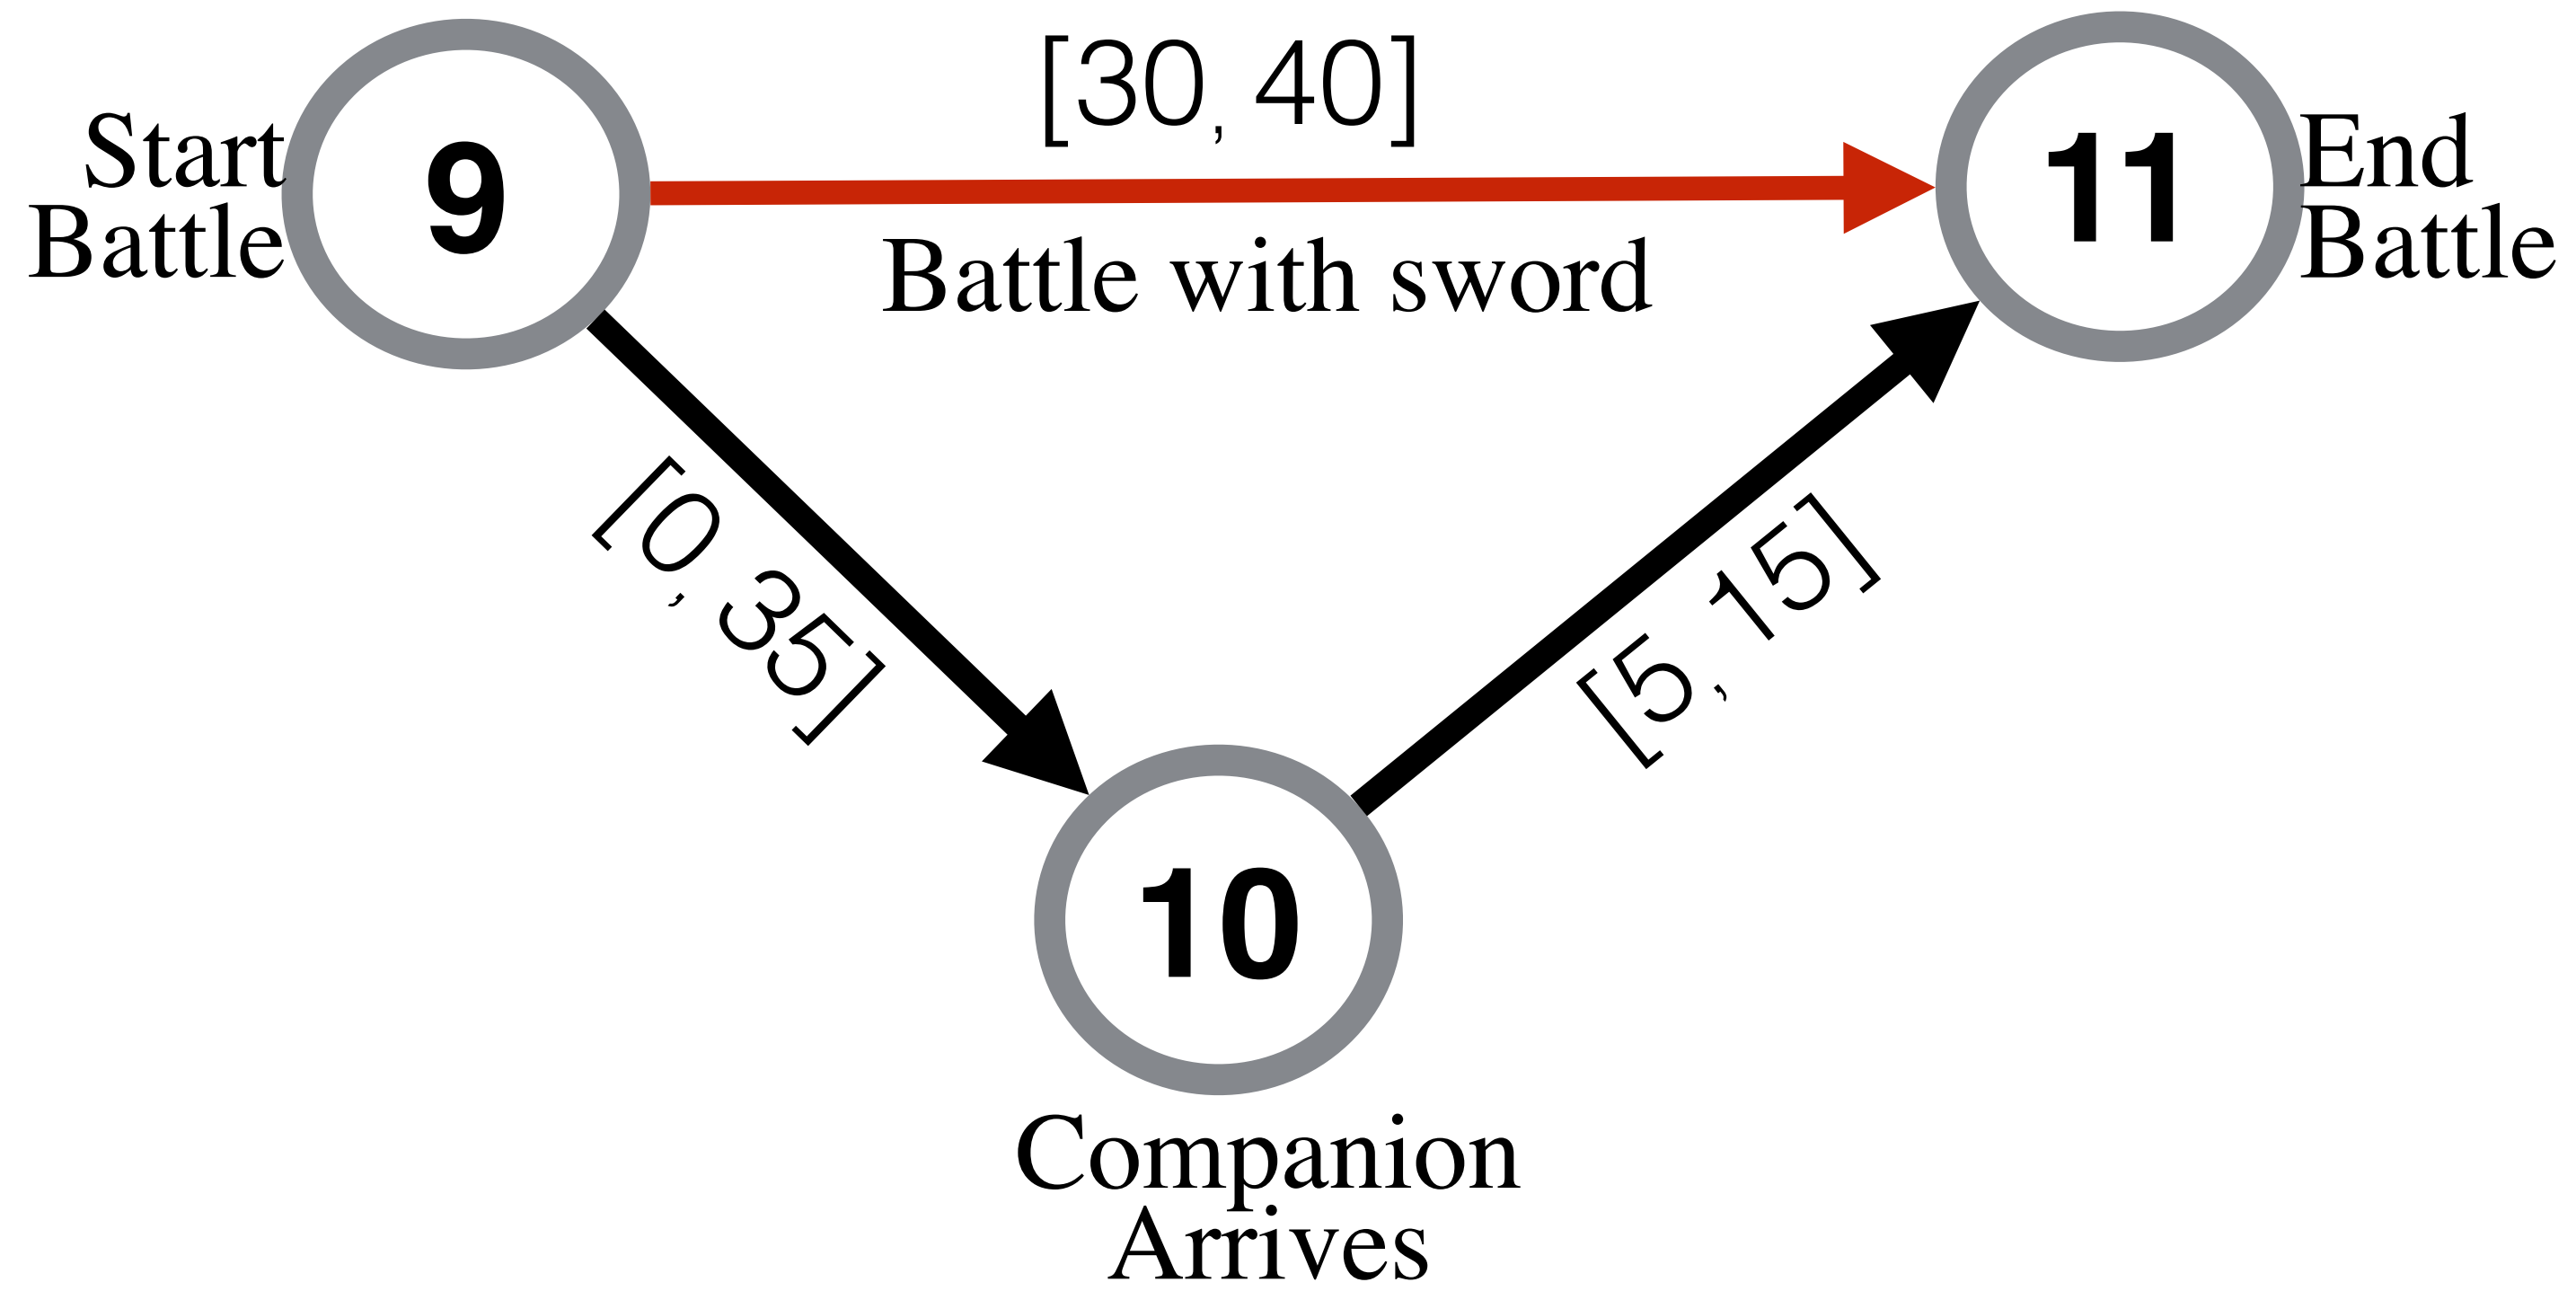 [30, 40]
Start
Battle
9
11
End
Battle
Battle with sword
[0, 35]
[5, 15]
10
Companion
Arrives